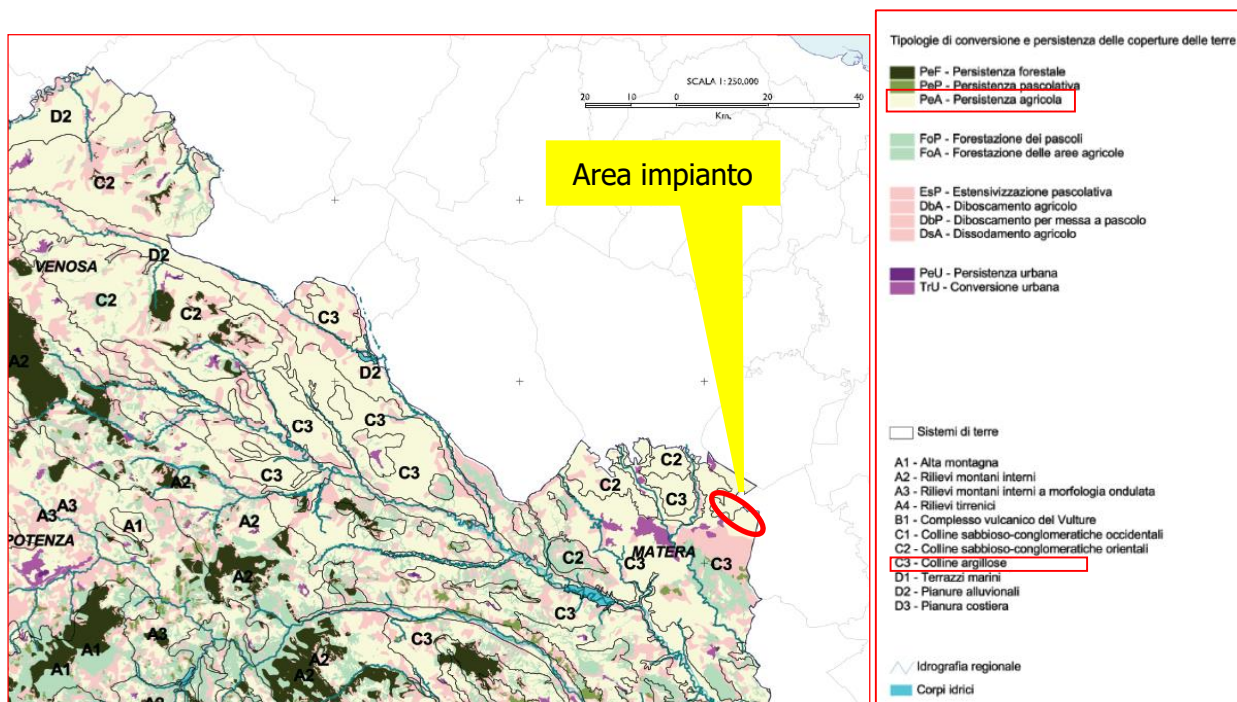 SCALA 1:250.000
20 10 0 20 40
Km.
Area impianto
D2
C2
D2
VENOSA
C2
C2
C3
A2
D2
C3
C3
C3
C3
A2
C2
C2
C3
MATERA
C3
C3
C2
C3
A3
A3
A1
A2
POTENZA
A2
C3
A3
A1
A1
A2
A2
C3
Tipologie di conversione e persistenza delle coperture delle terre
PeF - Persistenza forestale
PeP - Persistenza pascolativa
PeA - Persistenza agricola
FoP - Forestazione dei pascoli
FoA - Forestazione delle aree agricole
EsP - Estensivizzazione pascolativa
DbA - Diboscamento agricolo
DbP - Diboscamento per messa a pascolo
DsA - Dissodamento agricolo
PeU - Persistenza urbana
TrU - Conversione urbana
Sistemi di terre
A1 - Alta montagna
A2 - Rilievi montani interni
A3 - Rilievi montani interni a morfologia ondulata
A4 - Rilievi tirrenici
B1 - Complesso vulcanico del Vulture
C1 - Colline sabbioso-conglomeratiche occidentali
C2 - Colline sabbioso-conglomeratiche orientali
C3 - Colline argillose
D1 - Terrazzi marini
D2 - Pianure alluvionali
D3 - Pianura costiera
Idrografia regionale
Corpi idrici